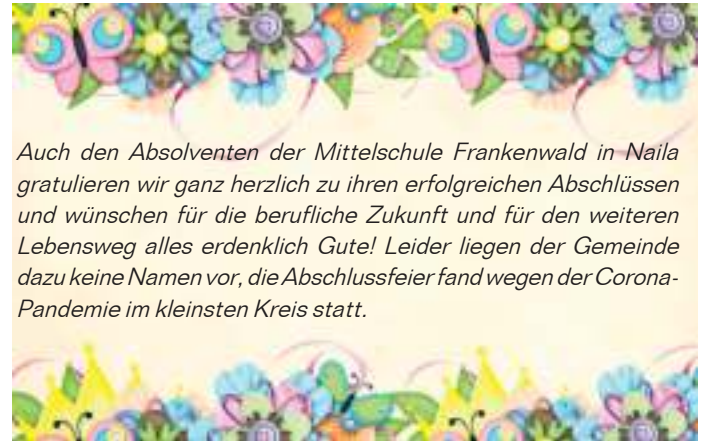 Auch den Absolventen der Mittelschule Frankenwald in Naila
gratulieren wir ganz herzlich zu ihren erfolgreichen Abschlüssen
und wünschen für die berufliche Zukunft und für den weiteren
Lebensweg alles erdenklich Gute! Leider liegen der Gemeinde
dazu keine Namen vor, die Abschlussfeier fand wegen der Corona-
Pandemie im kleinsten Kreis statt.